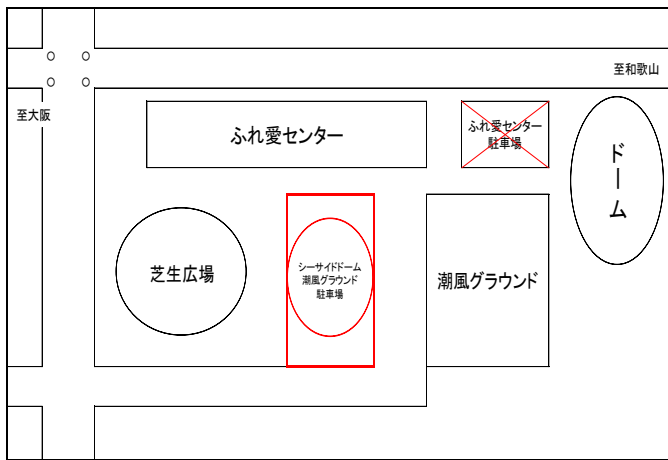 至和歌山
至大阪
ふれ愛センター
ふれ愛センター
駐車場
ドーム
芝生広場
シーサイドドーム
潮風グラウンド
駐車場
潮風グラウンド